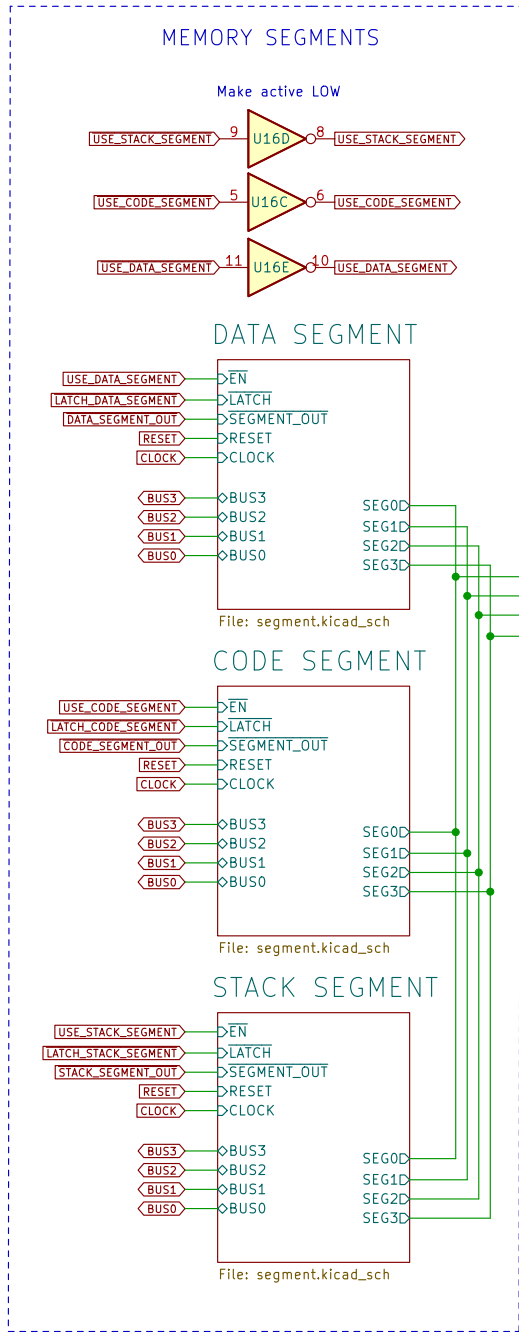 MEMORY SEGMENTS
Make active LOW
USE_STACK_SEGMENT 9 U16D 8 USE_STACK_SEGMENT
USE_CODE_SEGMENT 5 U16C 6 USE_CODE_SEGMENT
USE_DATA_SEGMENT 11 U16E 10 USE_DATA_SEGMENT
DATA SEGMENT
USE_DATA_SEGMENT EN
LATCH_DATA_SEGMENT LATCH
DATA_SEGMENT_OUT SEGMENT_OUT
RESET RESET
CLOCK CLOCK
BUS3 BUS3
SEG0
BUS2 BUS2
SEG1
BUS1 BUS1
SEG2
BUS0 BUS0
SEG3
File: segment.kicad_sch
CODE SEGMENT
USE_CODE_SEGMENT EN
LATCH_CODE_SEGMENT LATCH
CODE_SEGMENT_OUT SEGMENT_OUT
RESET RESET
CLOCK CLOCK
BUS3 BUS3
SEG0
BUS2 BUS2
SEG1
BUS1 BUS1
SEG2
BUS0 BUS0
SEG3
File: segment.kicad_sch
STACK SEGMENT
USE_STACK_SEGMENT EN
LATCH_STACK_SEGMENT LATCH
STACK_SEGMENT_OUT SEGMENT_OUT
RESET RESET
CLOCK CLOCK
BUS3 BUS3
SEG0
BUS2 BUS2
SEG1
BUS1 BUS1
SEG2
BUS0 BUS0
SEG3
File: segment.kicad_sch